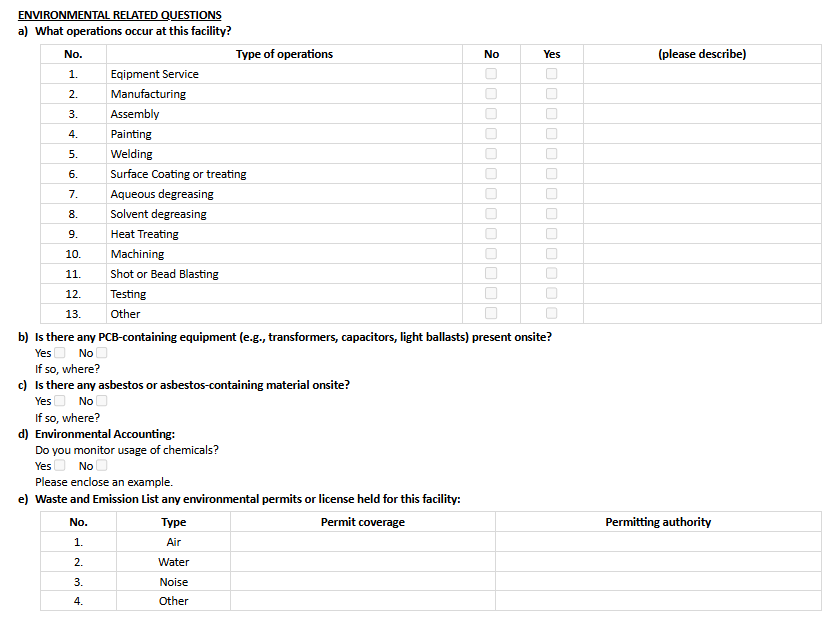 ENVIRONMENTAL RELATED QUESTIONS
a) What operations occur at this facility?
No. Type of operations No Yes (please describe)
1. Eqipment Service
2. Manufacturing
3. Assembly
4. Painting
5. Welding
6. Surface Coating or treating
7. Aqueous degreasing
8. Solvent degreasing
9. Heat Treating
10. Machining
11. Shot or Bead Blasting
12. Testing
13. Other
b) Is there any PCB-containing equipment (e.g., transformers, capacitors, light ballasts) present onsite?
Yes No
If so, where?
c) Is there any asbestos or asbestos-containing material onsite?
Yes No
If so, where?
d) Environmental Accounting:
Do you monitor usage of chemicals?
Yes No
Please enclose an example.
e) Waste and Emission List any environmental permits or license held for this facility:
No. Type Permit coverage Permitting authority
1. Air
2. Water
3. Noise
4. Other